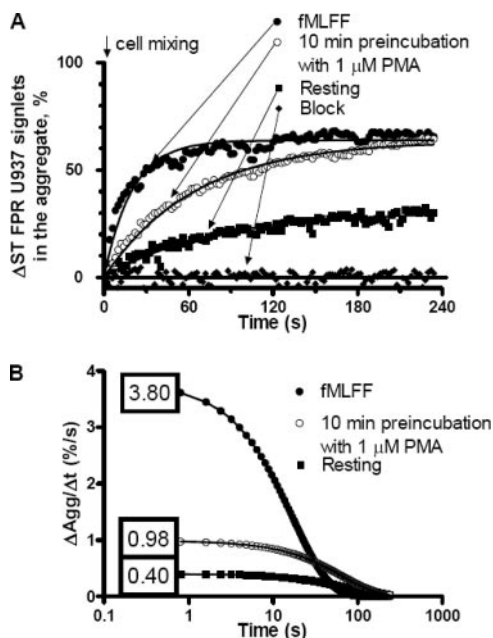 A
cell mixing
fMLFF
10 min preincubation
with 1 μM PMA
Resting
Block
ΔST FPR U937 signlets
in the aggregate, %
100
50
0
0 60 120 180 240
Time (s)
B
ΔAgg/Δt (%/s)
4
3
2
1
0
3.80
0.98
0.40
fMLFF
10 min preincubation
with 1 μM PMA
Resting
0.1 1 10 100 1000
Time (s)